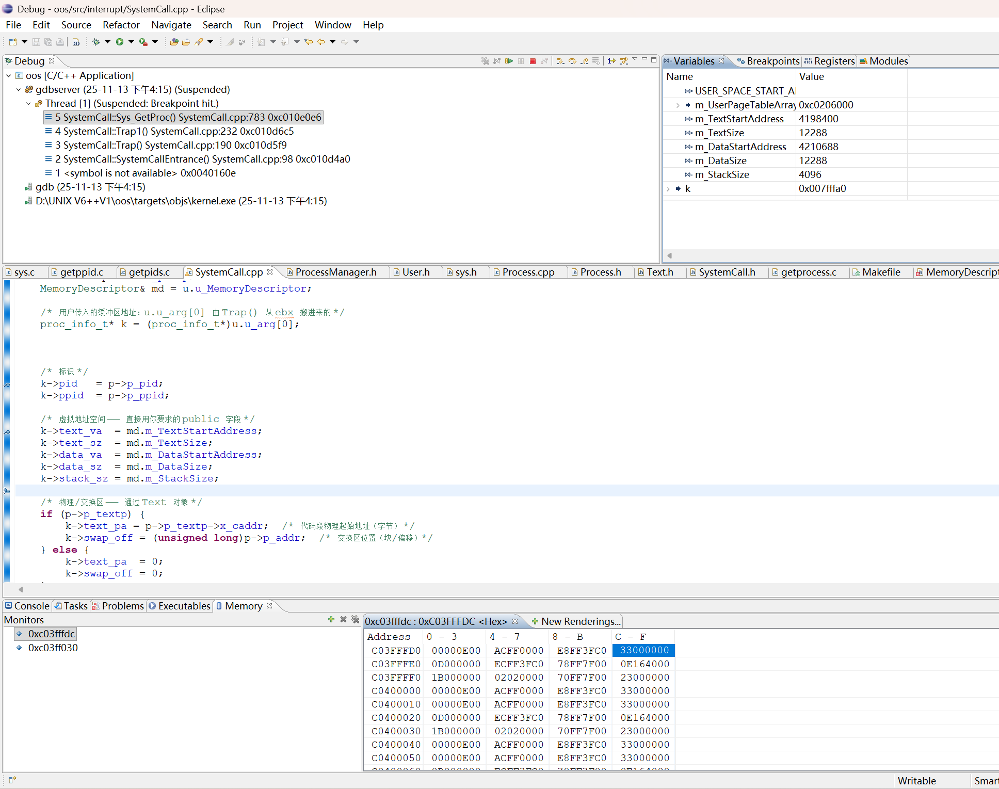 Debug - oos/src/interrupt/SystemCall.cpp - Eclipse
File Edit Source Refactor Navigate Search Run Project Window Help
Debug
oos [C/C++ Application]
gdbserver (25-11-13 下午4:15) (Suspended)
Thread [1] (Suspended: Breakpoint hit.)
5 SystemCall::Sys_GetProc() SystemCall.cpp:783 0xc010e0e6
4 SystemCall::Trap1() SystemCall.cpp:232 0xc010d6c5
3 SystemCall::Trap() SystemCall.cpp:190 0xc010d5f9
2 SystemCall::SystemCallEntrance() SystemCall.cpp:98 0xc010d4a0
1 <symbol is not available> 0x0040160e
gdb (25-11-13 下午4:15)
D:\UNIX V6++V1\oos\targets\objs\kernel.exe (25-11-13 下午4:15)
Variables Breakpoints Registers Modules
Name Value
USER_SPACE_START_A
m_UserPageTableArray 0xc0206000
m_TextStartAddress 4198400
m_TextSize 12288
m_DataStartAddress 4210688
m_DataSize 12288
m_StackSize 4096
k 0x007fffa0
sys.c getppid.c getpids.c SystemCall.cpp ProcessManager.h User.h sys.h Process.cpp Process.h Text.h SystemCall.h getprocess.c Makefile MemoryDescript
MemoryDescriptor& md = u.u_MemoryDescriptor;
/* 用户传入的缓冲区地址：u.u_arg[0] 由Trap() 从 ebx 搬进来的 */
proc_info_t* k = (proc_info_t*)u.u_arg[0];
/* 标识 */
k->pid = p->p_pid;
k->ppid = p->p_ppid;
/* 虚拟地址空间—— 直接用你要求的public 字段 */
k->text_va = md.m_TextStartAddress;
k->text_sz = md.m_TextSize;
k->data_va = md.m_DataStartAddress;
k->data_sz = md.m_DataSize;
k->stack_sz = md.m_StackSize;
/* 物理/交换区—— 通过Text 对象 */
if (p->p_textp) {
k->text_pa = p->p_textp->x_caddr; /* 代码段物理起始地址（字节） */
k->swap_off = (unsigned long)p->p_addr; /* 交换区位置（块/偏移）*/
} else {
k->text_pa = 0;
k->swap_off = 0;
Console Tasks Problems Executables Memory
Monitors
0xc03fffdc
0xc03ff030
0xc03fffdc : 0xC03FFFDC <Hex> New Renderings...
Address 0 - 3 4 - 7 8 - B C - F
C03FFFD0 00000E00 ACFF0000 E8FF3FC0 33000000
C03FFFE0 0D000000 ECFF3FC0 78FF7F00 0E164000
C03FFFF0 1B000000 02020000 70FF7F00 23000000
C0400000 00000E00 ACFF0000 E8FF3FC0 33000000
C0400010 00000E00 ACFF0000 E8FF3FC0 33000000
C0400020 0D000000 ECFF3FC0 78FF7F00 0E164000
C0400030 1B000000 02020000 70FF7F00 23000000
C0400040 00000E00 ACFF0000 E8FF3FC0 33000000
C0400050 00000E00 ACFF0000 E8FF3FC0 33000000
C0400060 0D000000 ECFF3FC0 78FF7F00 0E164000
Writable Smart